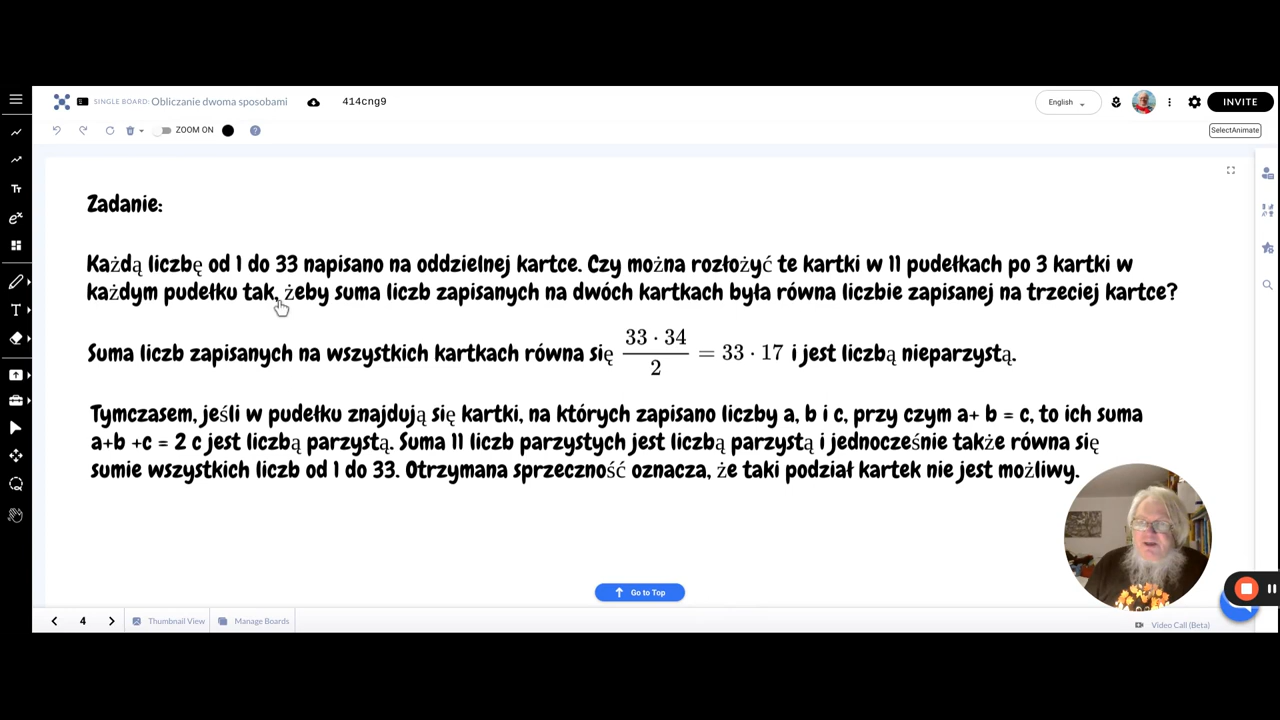 SINGLE BOARD: Obliczanie dwoma sposobami 414cng9 English INVITE
ZOOM ON SelectAnimate
Zadanie:
Każdą liczbę od 1 do 33 napisano na oddzielnej kartce. Czy można rozłożyć te kartki w 11 pudełkach po 3 kartki w
każdym pudełku tak, żeby suma liczb zapisanych na dwóch kartkach była równa liczbie zapisanej na trzeciej kartce?
Suma liczb zapisanych na wszystkich kartkach równa się \frac{33 · 34}{2} = 33 · 17 i jest liczbą nieparzystą.
Tymczasem, jeśli w pudełku znajdują się kartki, na których zapisano liczby a, b i c, przy czym a+ b = c, to ich suma
a+b +c = 2 c jest liczbą parzystą. Suma 11 liczb parzystych jest liczbą parzystą i jednocześnie także równa się
sumie wszystkich liczb od 1 do 33. Otrzymana sprzeczność oznacza, że taki podział kartek nie jest możliwy.
Go to Top
4 Thumbnail View Manage Boards Video Call (Beta)